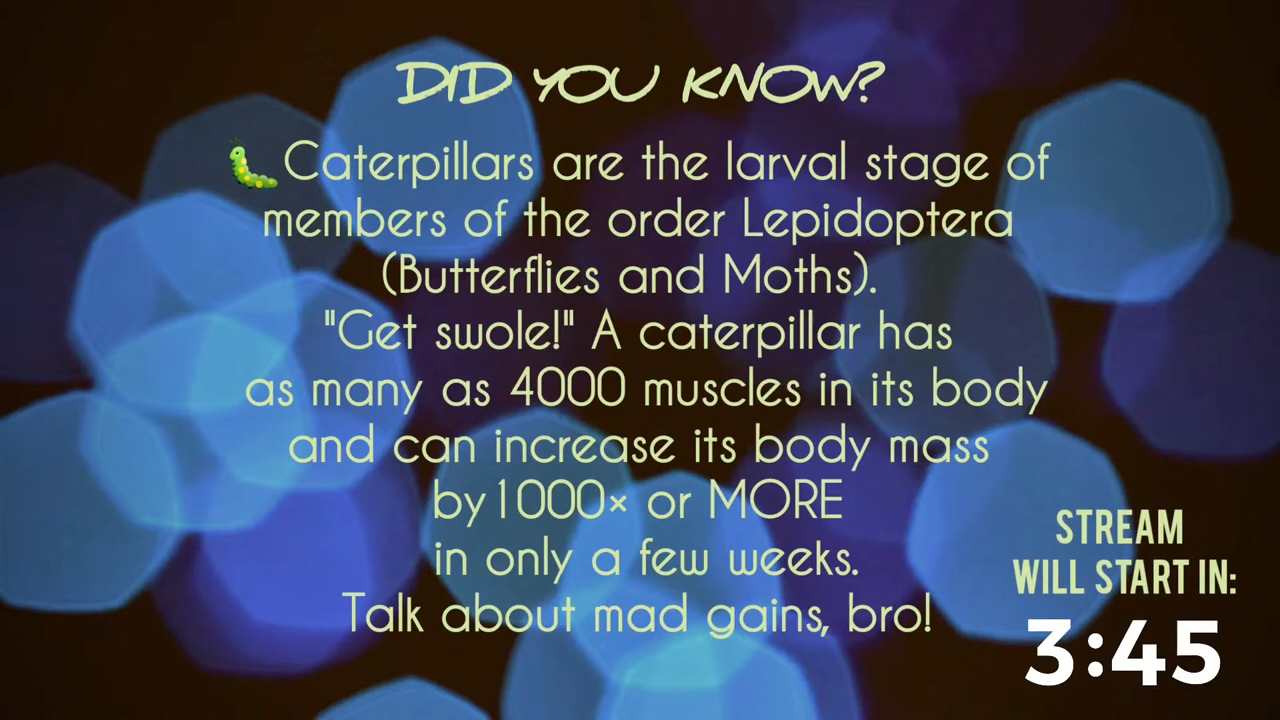 DID YOU KNOW?
🐛Caterpillars are the larval stage of
members of the order Lepidoptera
(Butterflies and Moths).
"Get swole!" A caterpillar has
as many as 4000 muscles in its body
and can increase its body mass
by1000× or MORE
in only a few weeks.
Talk about mad gains, bro!
STREAM
WILL START IN:
3:45